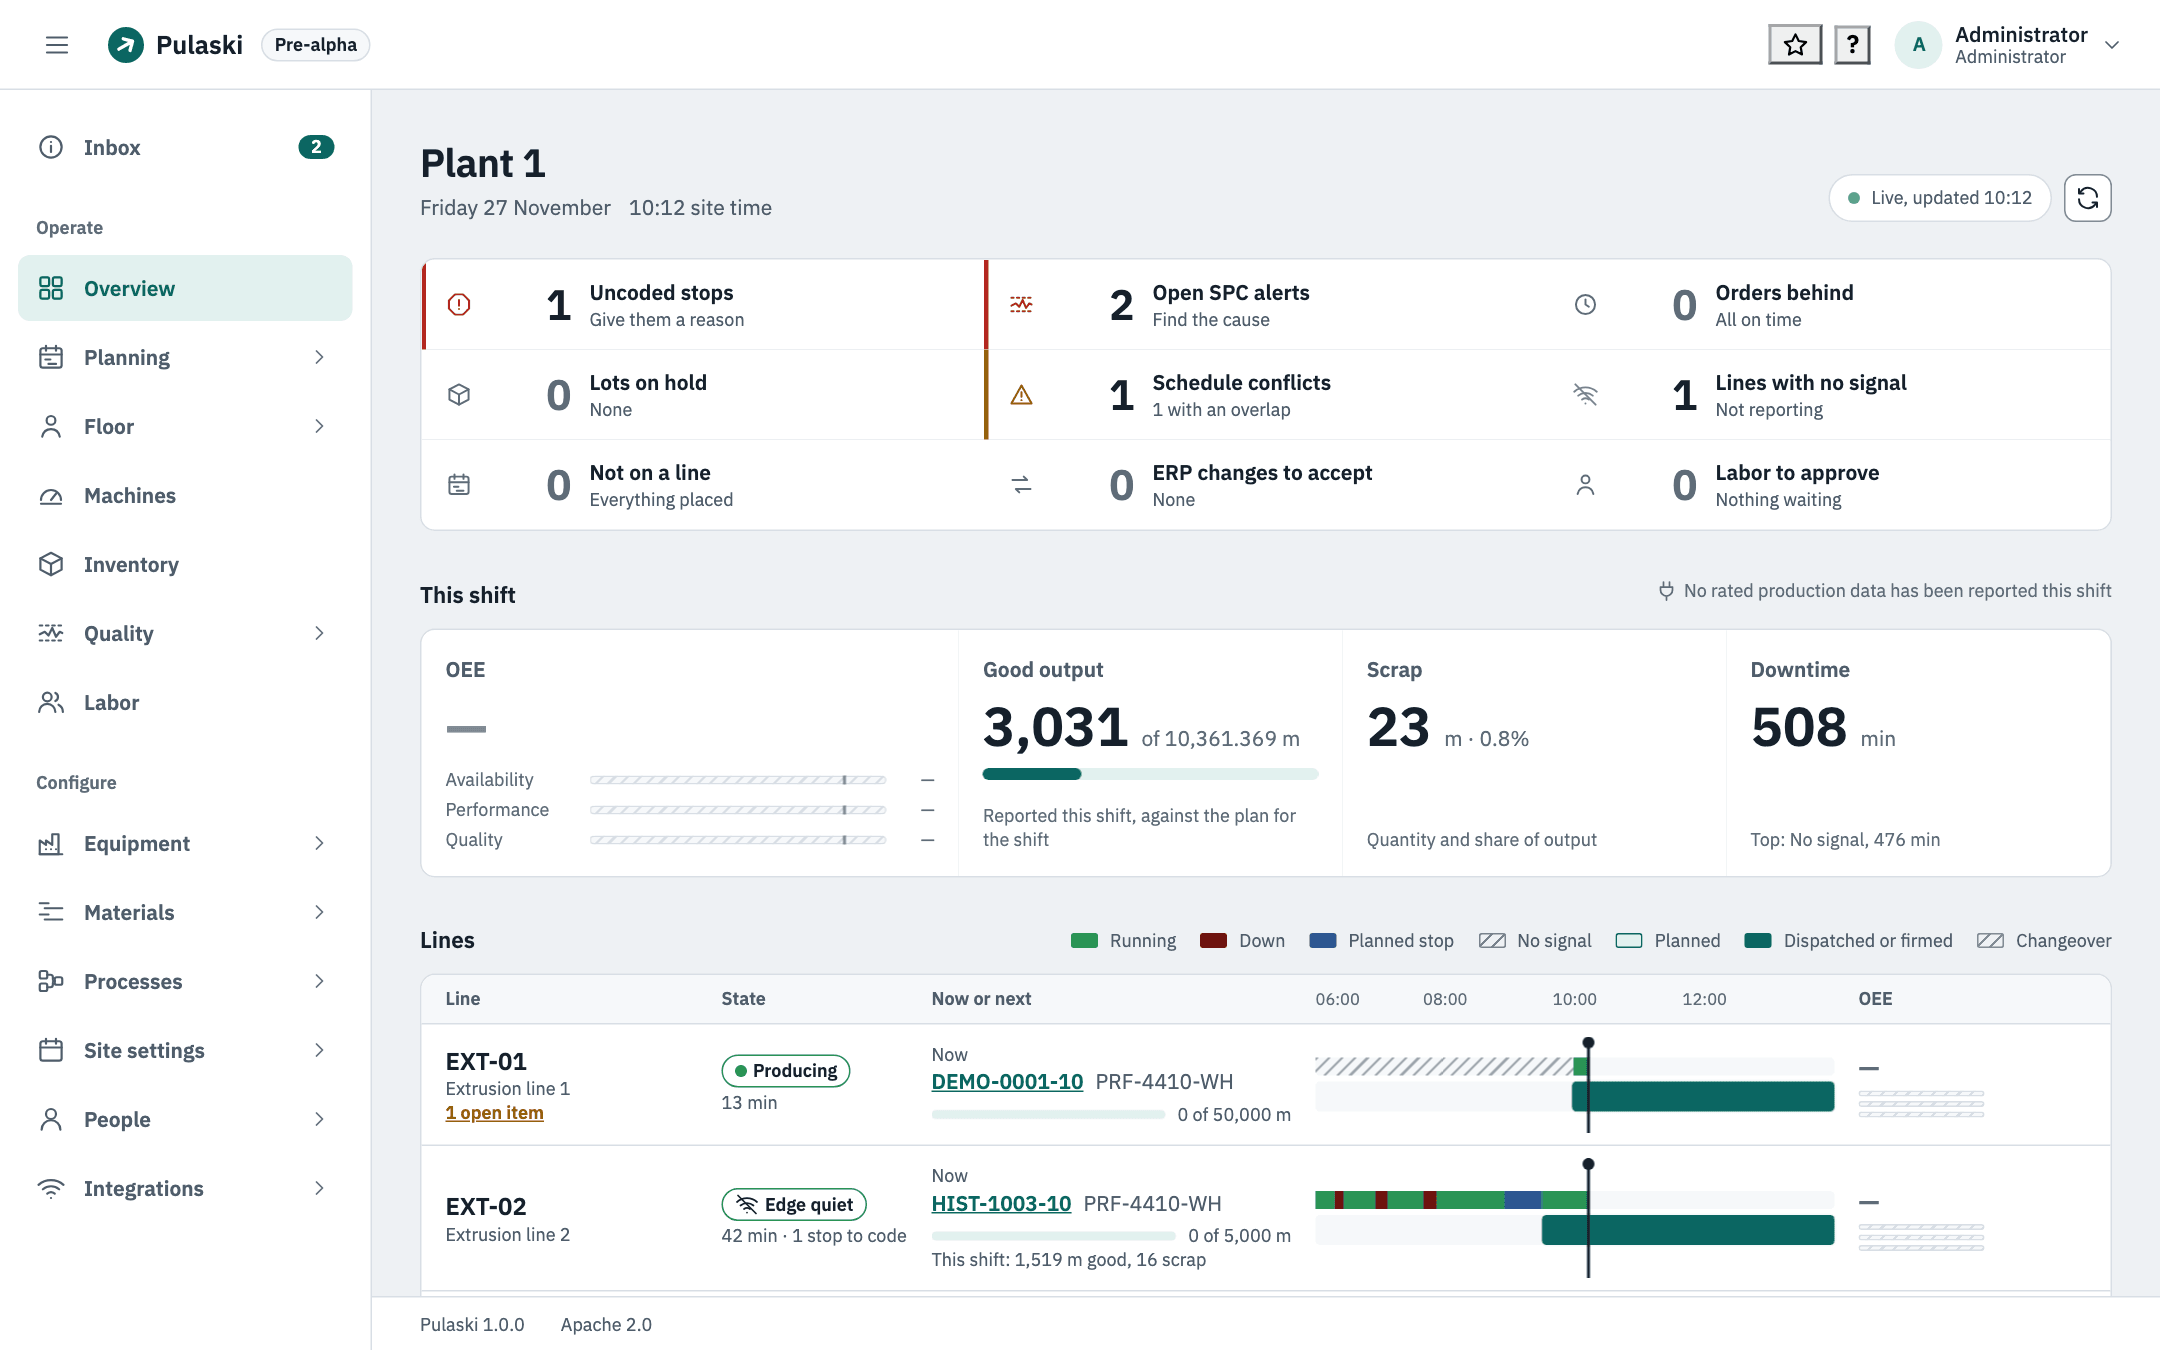 Pulaski
Pre-alpha
?
A
Administrator
Administrator
Inbox
2
Operate
Overview
Planning
Floor
Machines
Inventory
Quality
Labor
Configure
Equipment
Materials
Processes
Site settings
People
Integrations
Plant 1
Friday 27 November 10:12 site time
Live, updated 10:12
1 Uncoded stops
Give them a reason
2 Open SPC alerts
Find the cause
0 Orders behind
All on time
0 Lots on hold
None
1 Schedule conflicts
1 with an overlap
1 Lines with no signal
Not reporting
0 Not on a line
Everything placed
0 ERP changes to accept
None
0 Labor to approve
Nothing waiting
This shift
No rated production data has been reported this shift
OEE
—
Availability —
Performance —
Quality —
Good output
3,031 of 10,361.369 m
Reported this shift, against the plan for
the shift
Scrap
23 m · 0.8%
Quantity and share of output
Downtime
508 min
Top: No signal, 476 min
Lines
Running Down Planned stop No signal Planned Dispatched or firmed Changeover
Line State Now or next 06:00 08:00 10:00 12:00 OEE
EXT-01
Extrusion line 1
1 open item
Producing
13 min
Now
DEMO-0001-10 PRF-4410-WH
0 of 50,000 m
—
EXT-02
Extrusion line 2
Edge quiet
42 min · 1 stop to code
Now
HIST-1003-10 PRF-4410-WH
0 of 5,000 m
This shift: 1,519 m good, 16 scrap
—
Pulaski 1.0.0 Apache 2.0